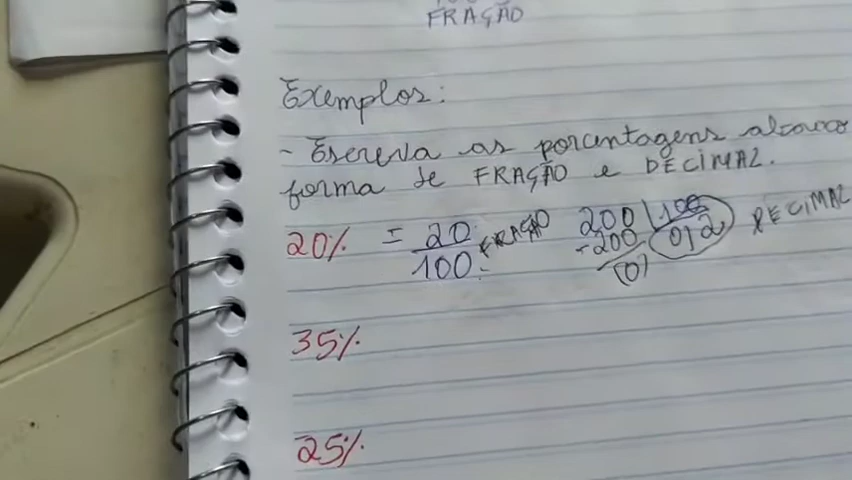 FRAÇÃO
Exemplos:
- Escreva as porcentagens abaixo
forma de FRAÇÃO e DECIMAL.
20% = 20/100 FRAÇÃO 200 | 100 DECIMAL
-200 0,2
(0)
35%
25%